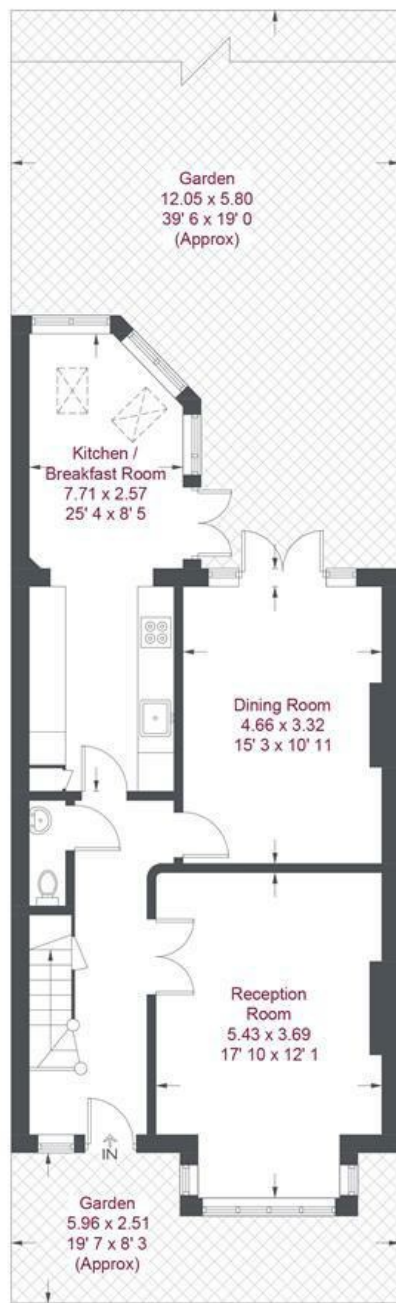 Garden
12.05 x 5.80
39' 6 x 19' 0
(Approx)
Kitchen /
Breakfast Room
7.71 x 2.57
25' 4 x 8' 5
Dining Room
4.66 x 3.32
15' 3 x 10' 11
Reception
Room
5.43 x 3.69
17' 10 x 12' 1
IN
Garden
5.96 x 2.51
19' 7 x 8' 3
(Approx)